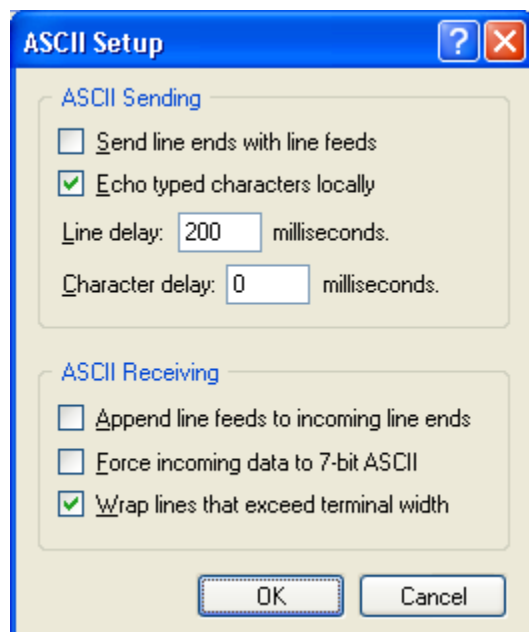 ASCII Setup
ASCII Sending
Send line ends with line feeds
Echo typed characters locally
Line delay: 200 milliseconds.
Character delay: 0 milliseconds.
ASCII Receiving
Append line feeds to incoming line ends
Force incoming data to 7-bit ASCII
Wrap lines that exceed terminal width
OK Cancel